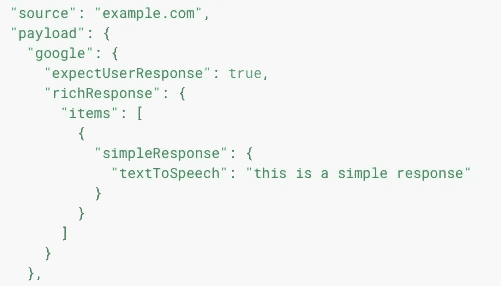 "source": "example.com",
"payload": {
  "google": {
    "expectUserResponse": true,
    "richResponse": {
      "items": [
        {
          "simpleResponse": {
            "textToSpeech": "this is a simple response"
          }
        }
      ]
    }
  },